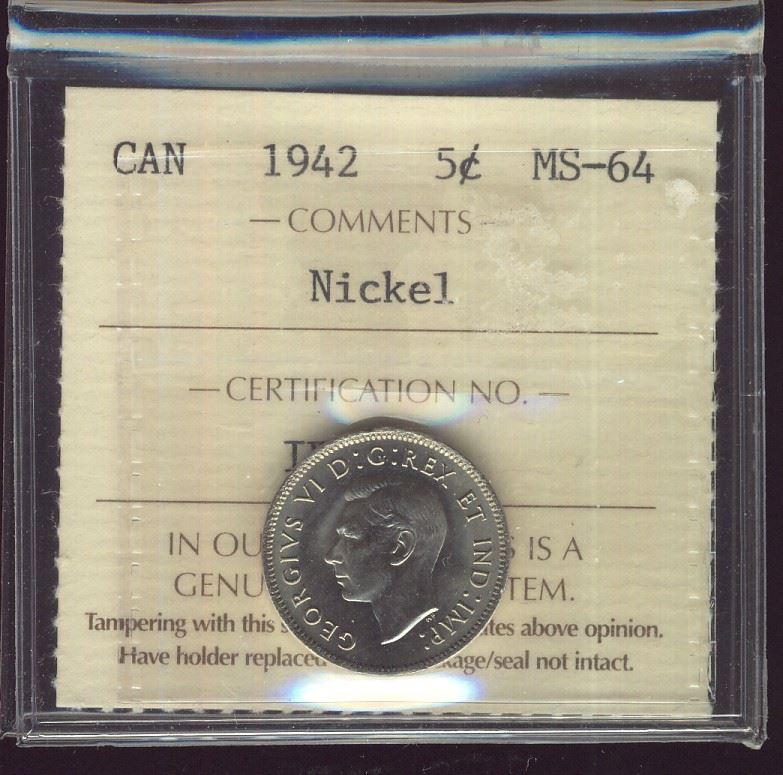 CAN 1942 5¢ MS-64
— COMMENTS —
Nickel
— CERTIFICATION NO. —
GEORGIVS VI D:G:REX ET IND:IMP:
IN OU S IS A
GENU TEM.
Tampering with this s tes above opinion.
Have holder replaced kage/seal not intact.